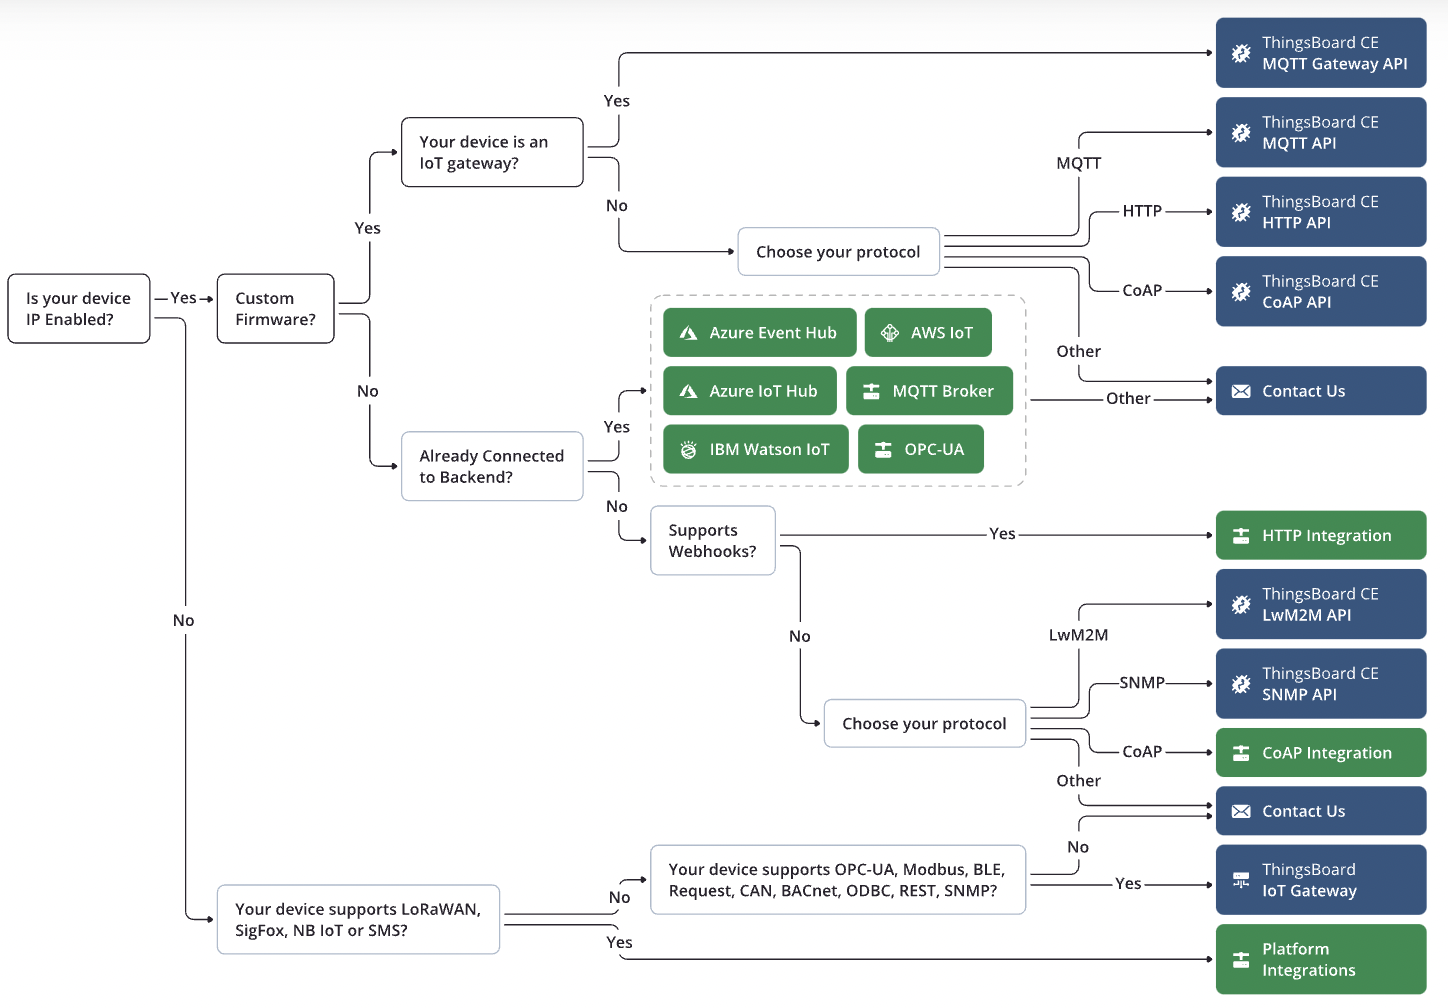 Is your device
IP Enabled?
Yes
No
Custom
Firmware?
Yes
No
Your device is an
IoT gateway?
Yes
No
ThingsBoard CE
MQTT Gateway API
Choose your protocol
MQTT
ThingsBoard CE
MQTT API
HTTP
ThingsBoard CE
HTTP API
CoAP
ThingsBoard CE
CoAP API
Other
Contact Us
Already Connected
to Backend?
Yes
No
Azure Event Hub
AWS IoT
Azure IoT Hub
MQTT Broker
IBM Watson IoT
OPC-UA
Other
Supports
Webhooks?
Yes
HTTP Integration
No
Choose your protocol
LwM2M
ThingsBoard CE
LwM2M API
SNMP
ThingsBoard CE
SNMP API
CoAP
CoAP Integration
Other
Contact Us
Your device supports LoRaWAN,
SigFox, NB IoT or SMS?
No
Yes
Your device supports OPC-UA, Modbus, BLE,
Request, CAN, BACnet, ODBC, REST, SNMP?
No
Yes
ThingsBoard
IoT Gateway
Platform
Integrations